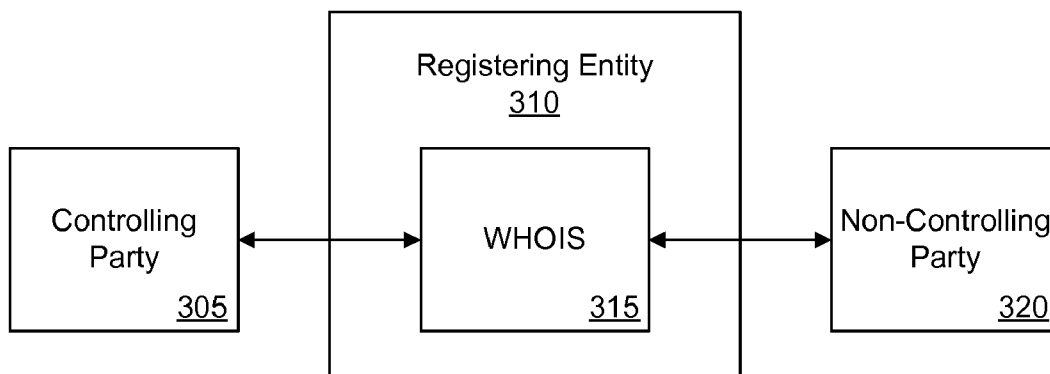 Registering Entity
310
Controlling
Party
305
WHOIS
315
Non-Controlling
Party
320